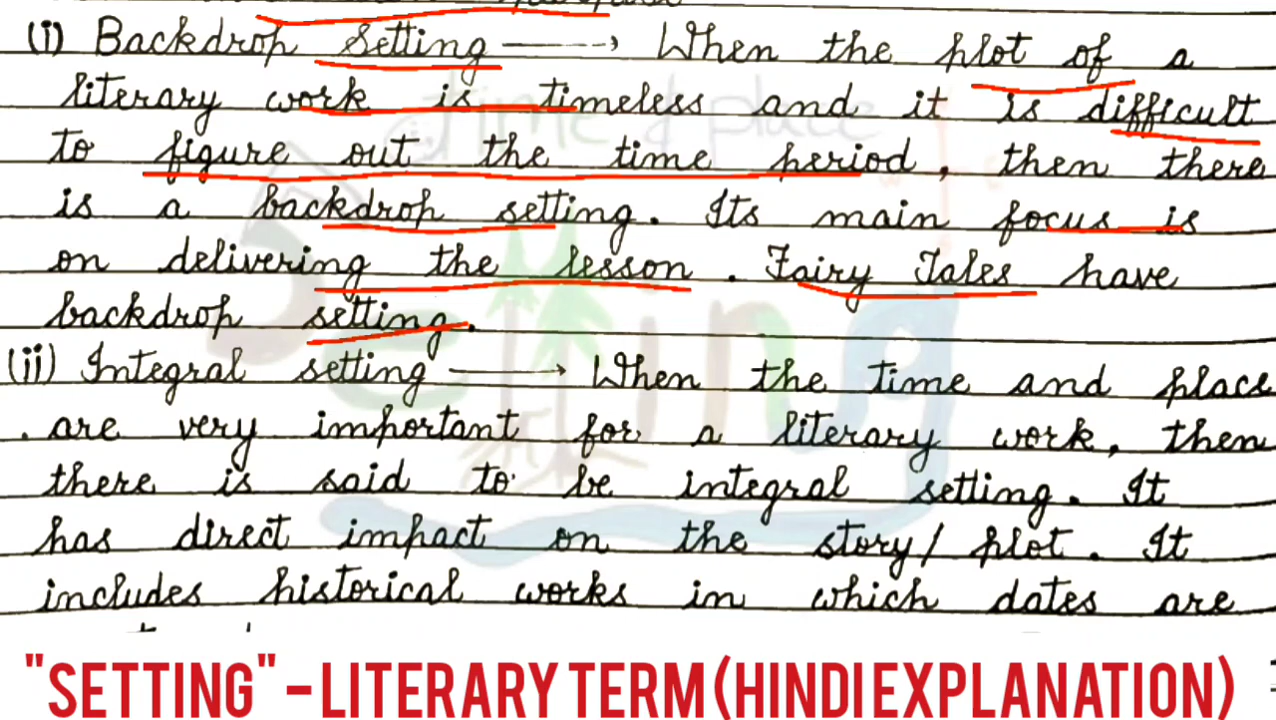 (i) Backdrop setting ⟶ When the plot of a
literary work is timeless and it is difficult
to figure out the time period, then there
is a backdrop setting. Its main focus is
on delivering the lesson. Fairy Tales have
backdrop setting.
(ii) Integral setting ⟶ When the time and place
are very important for a literary work, then
there is said to be integral setting. It
has direct impact on the story/ plot. It
includes historical works in which dates are
"SETTING" - LITERARY TERM (HINDI EXPLANATION)